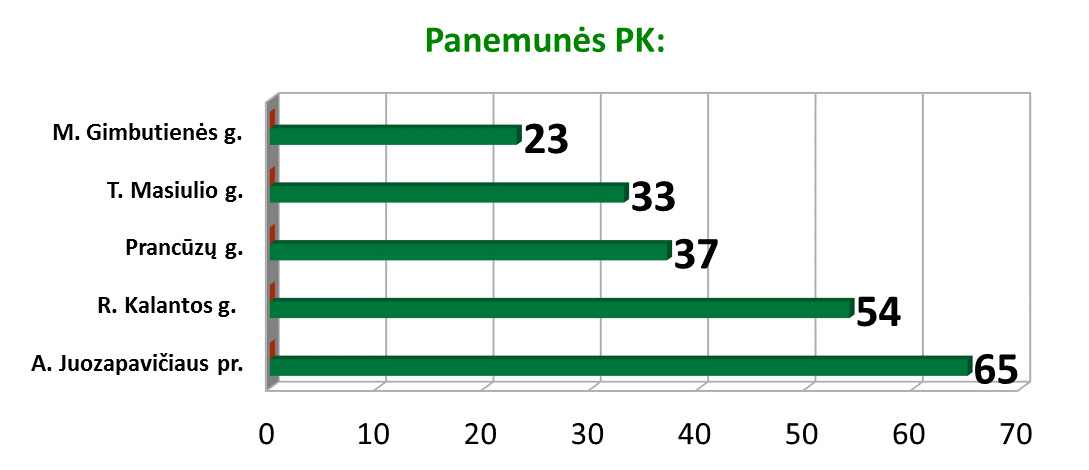 Panemunės PK:
M. Gimbutienės g.
23
T. Masiulio g.
33
Prancūzų g.
37
R. Kalantos g.
54
A. Juozapavičiaus pr.
65
0 10 20 30 40 50 60 70